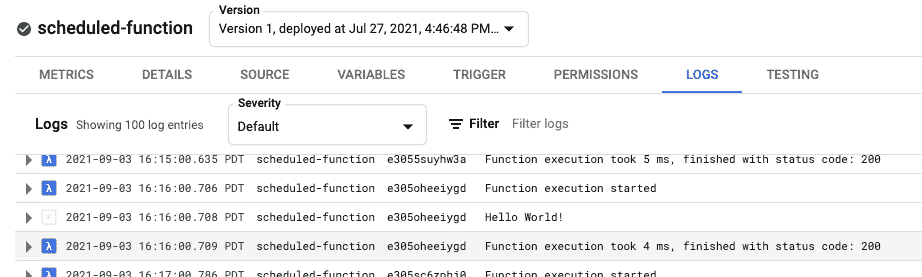 scheduled-function
Version
Version 1, deployed at Jul 27, 2021, 4:46:48 PM...
METRICS DETAILS SOURCE VARIABLES TRIGGER PERMISSIONS LOGS TESTING
Logs Showing 100 log entries
Severity
Default
Filter Filter logs
λ 2021-09-03 16:15:00.635 PDT scheduled-function e3055suyhw3a Function execution took 5 ms, finished with status code: 200
λ 2021-09-03 16:16:00.706 PDT scheduled-function e305oheeiygd Function execution started
2021-09-03 16:16:00.708 PDT scheduled-function e305oheeiygd Hello World!
λ 2021-09-03 16:16:00.709 PDT scheduled-function e305oheeiygd Function execution took 4 ms, finished with status code: 200
2021-09-03 16:17:00.786 PDT scheduled-function e305sc6zphj0 Function execution started